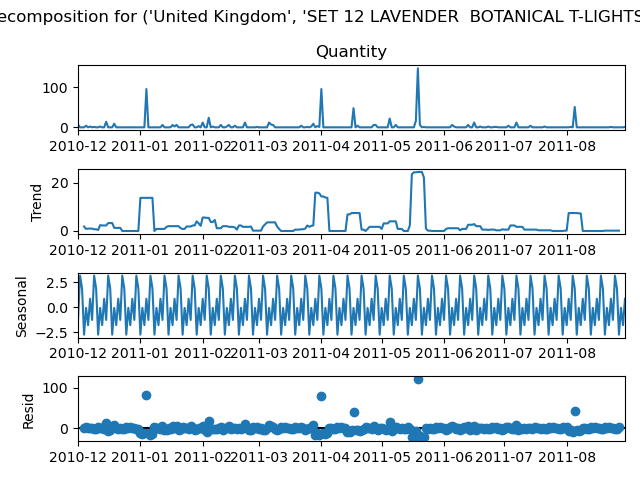 ecomposition for ('United Kingdom', 'SET 12 LAVENDER  BOTANICAL T-LIGHTS
Quantity
100
0
2010-12 2011-01 2011-02 2011-03 2011-04 2011-05 2011-06 2011-07 2011-08
Trend
20
0
2010-12 2011-01 2011-02 2011-03 2011-04 2011-05 2011-06 2011-07 2011-08
Seasonal
2.5
0.0
−2.5
2010-12 2011-01 2011-02 2011-03 2011-04 2011-05 2011-06 2011-07 2011-08
Resid
100
0
2010-12 2011-01 2011-02 2011-03 2011-04 2011-05 2011-06 2011-07 2011-08